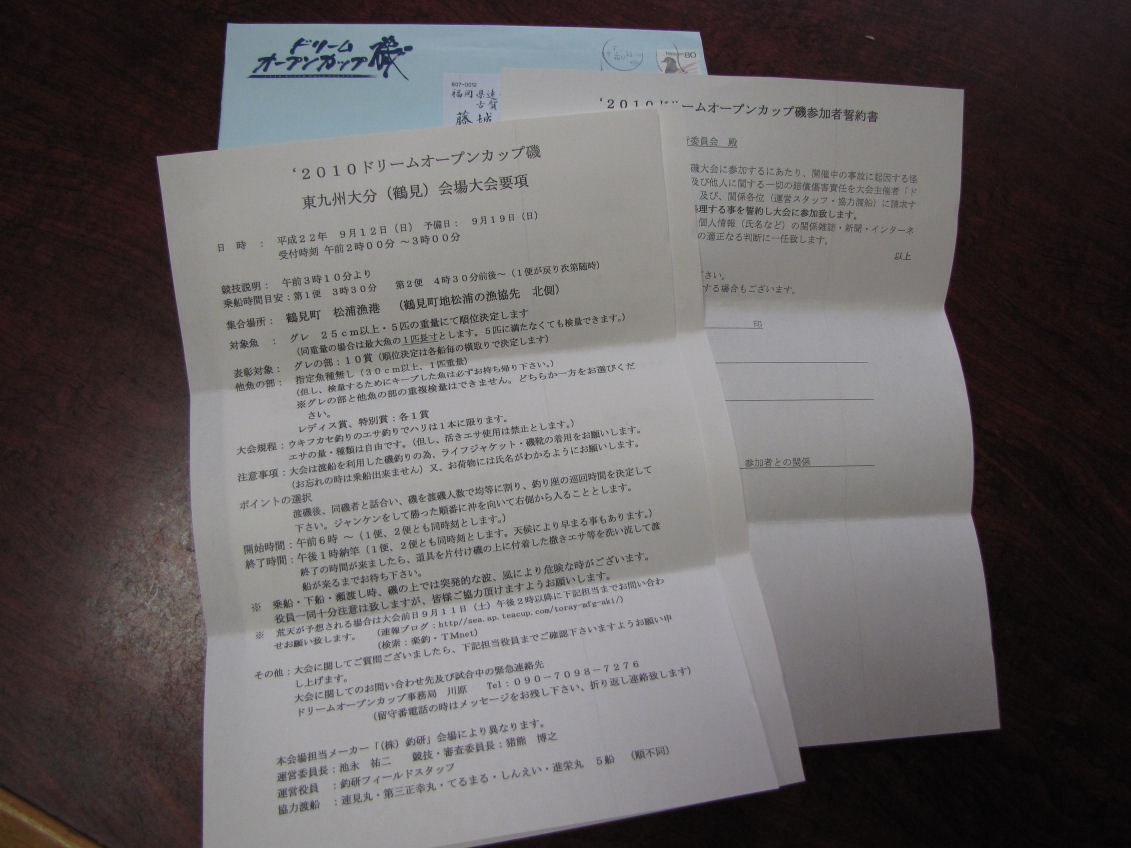 ドリーム
オープンカップ磯
80
807-0012
福岡県遠
古賀
藤城
'2010ドリームオープンカップ磯
東九州大分（鶴見）会場大会要項
日　時　：　平成２２年　９月１２日（日）　予備日：　９月１９日（日）
受付時刻　午前２時００分　～３時００分
競技説明：　午前３時１０分より
乗船時間目安：第１便　３時３０分　　第２便　４時３０分前後～（１便が戻り次第随時）
集合場所：　鶴見町　松浦漁港　（鶴見町地松浦の漁協先　北側）
対象魚　：　グレ　２５ｃｍ以上・５匹の重量にて順位決定します
（同重量の場合は最大魚の１匹長寸とします。５匹に満たなくても検量できます。）
表彰対象：　グレの部：１０賞（順位決定は各船毎の横取りで決定します）
他魚の部：　指定魚種無し（３０ｃｍ以上、１匹重量）
（但し、検量するためにキープした魚は必ずお持ち帰り下さい。）
※グレの部と他魚の部の重複検量はできません。どちらか一方をお選びくだ
さい。
レディス賞、特別賞：各１賞
大会規程：ウキフカセ釣りのエサ釣りでハリは１本に限ります。
エサの量・種類は自由です。（但し、活きエサ使用は禁止とします。）
注意事項：大会は渡船を利用した磯釣りの為、ライフジャケット・磯靴の着用をお願いします。
（お忘れの時は乗船出来ません）又、お荷物には氏名がわかるようにお願いします。
ポイントの選択
渡磯後、同磯者と話合い、磯を渡磯人数で均等に割り、釣り座の巡回時間を決定して
下さい。ジャンケンをして勝った順番に沖を向いて右側から入ることとします。
開始時間：午前６時　～（１便、２便とも同時刻とします。）
終了時間：午後１時納竿（１便、２便とも同時刻とします。天候により早まる事もあります。）
終了の時間が来ましたら、道具を片付け磯の上に付着した撒きエサ等を洗い流して渡
船が来るまでお待ち下さい。
※　乗船・下船・瀬渡し時、磯の上では突発的な波、風により危険な時がございます。
役員一同十分注意は致しますが、皆様ご協力頂けますようお願いします。
※　荒天が予想される場合は大会前日９月１１日（土）午後２時以降に下記担当までお問い合わ
せお願い致します。　（速報ブログ：http//sea.ap.teacup.com/toray-mfg-aki/）
（検索：楽釣・ＴＭnet）
その他：大会に関してご質問ございましたら、下記担当役員までご確認下さいますようお願い申
し上げます。
大会に関してのお問い合わせ先及び試合中の緊急連絡先
ドリームオープンカップ事務局　川原　　Tel：０９０－７０９８－７２７６
（留守番電話の時はメッセージをお残し下さい、折り返し連絡致します）
本会場担当メーカー「（株）釣研」会場により異なります。
運営委員長：池永　祐二　　競技・審査委員長：猪熊　博之
運営役員　：釣研フィールドスタッフ
協力渡船　：速見丸・第三正幸丸・てるまる・しんえい・進栄丸　５船　（順不同）
'2010ドリームオープンカップ磯参加者誓約書
委員会　殿
磯大会に参加するにあたり、開催中の事故に起因する怪
及び他人に関する一切の賠償傷害責任を大会主催者「ド
及び、関係各位（運営スタッフ・協力渡船）に請求す
処理する事を誓約し大会に参加致します。
個人情報（氏名など）の関係雑誌・新聞・インターネ
の適正なる判断に一任致します。
以上
ださい。
する場合もございます。
印
参加者との関係